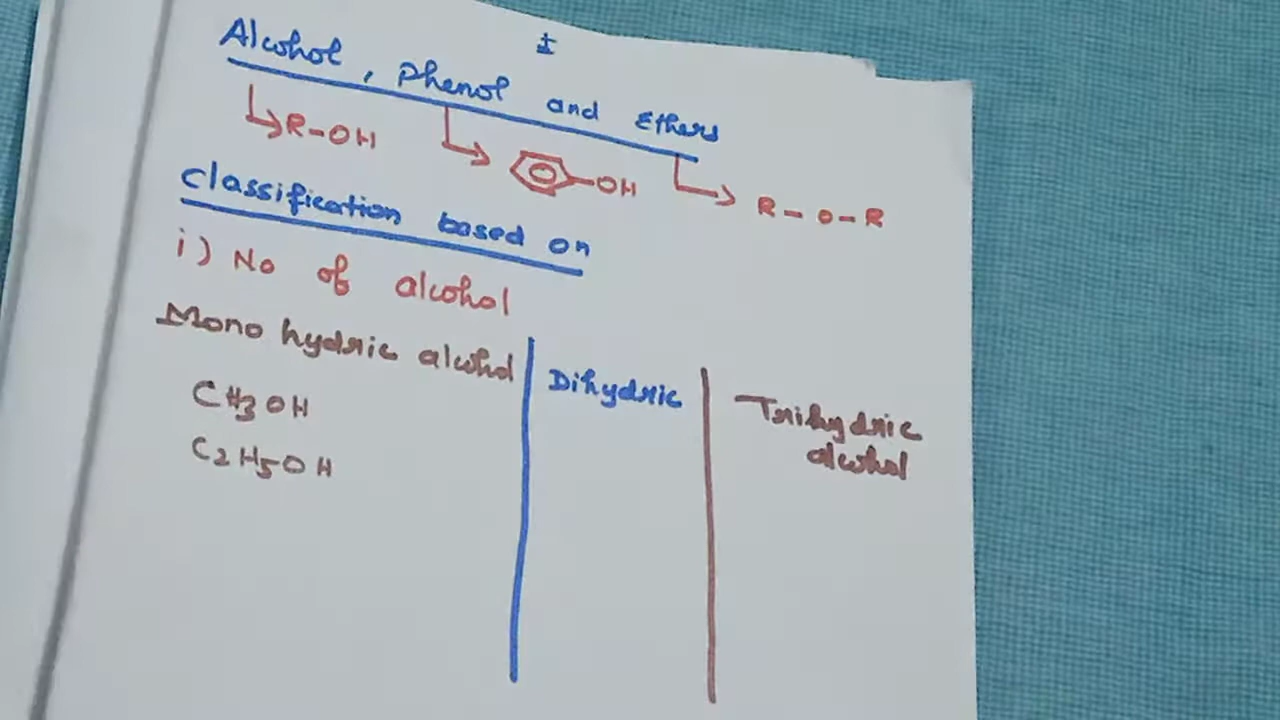 I
Alcohol, Phenol and Ethers
R-OH
-OH
R-O-R
Classification based on
i) No of alcohol
Mono hydric alcohol
Dihydric
Trihydric
alcohol
CH3OH
C2H5OH